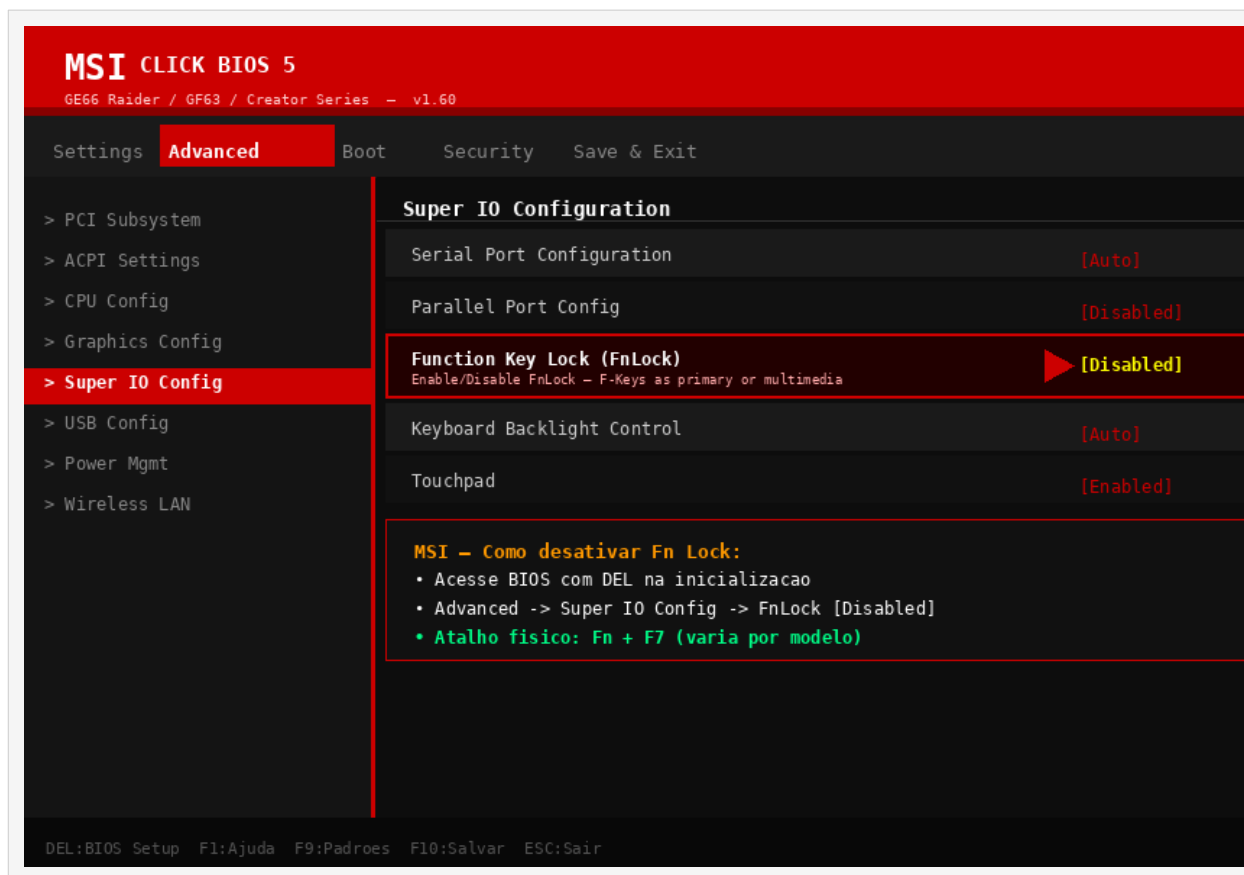 MSI CLICK BIOS 5
GE66 Raider / GF63 / Creator Series — v1.60
Settings Advanced Boot Security Save & Exit
> PCI Subsystem
> ACPI Settings
> CPU Config
> Graphics Config
> Super IO Config
> USB Config
> Power Mgmt
> Wireless LAN
Super IO Configuration
Serial Port Configuration [Auto]
Parallel Port Config [Disabled]
Function Key Lock (FnLock) [Disabled]
Enable/Disable FnLock — F-Keys as primary or multimedia
Keyboard Backlight Control [Auto]
Touchpad [Enabled]
MSI — Como desativar Fn Lock:
• Acesse BIOS com DEL na inicializacao
• Advanced -> Super IO Config -> FnLock [Disabled]
• Atalho fisico: Fn + F7 (varia por modelo)
DEL:BIOS Setup F1:Ajuda F9:Padroes F10:Salvar ESC:Sair